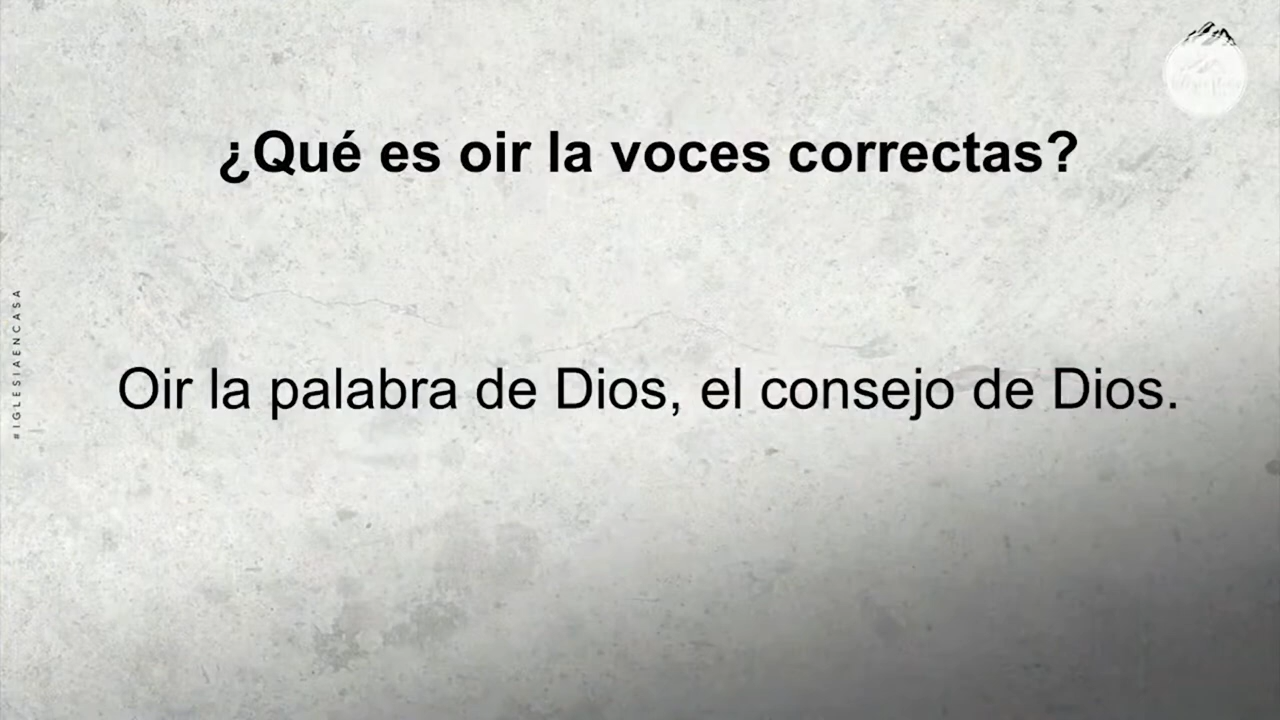 ¿Qué es oir la voces correctas?
Oir la palabra de Dios, el consejo de Dios.
#IGLESIAENCASA